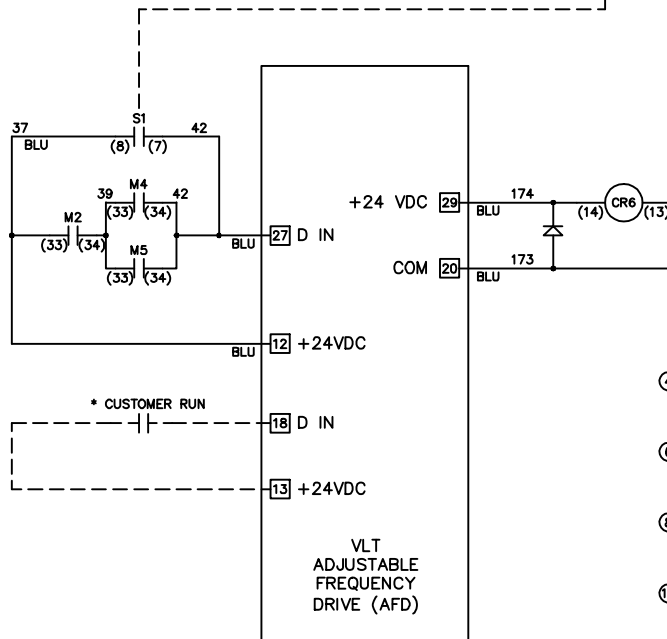 S1
37
42
BLU
(8)
(7)
39
M4
42
(33)
(34)
M2
(33)
(34)
M5
(33)
(34)
BLU
27
D IN
+24 VDC
29
174
BLU
(14)
CR6
(13)
COM
20
173
BLU
BLU
12
+24VDC
* CUSTOMER RUN
18
D IN
13
+24VDC
VLT
ADJUSTABLE
FREQUENCY
DRIVE (AFD)